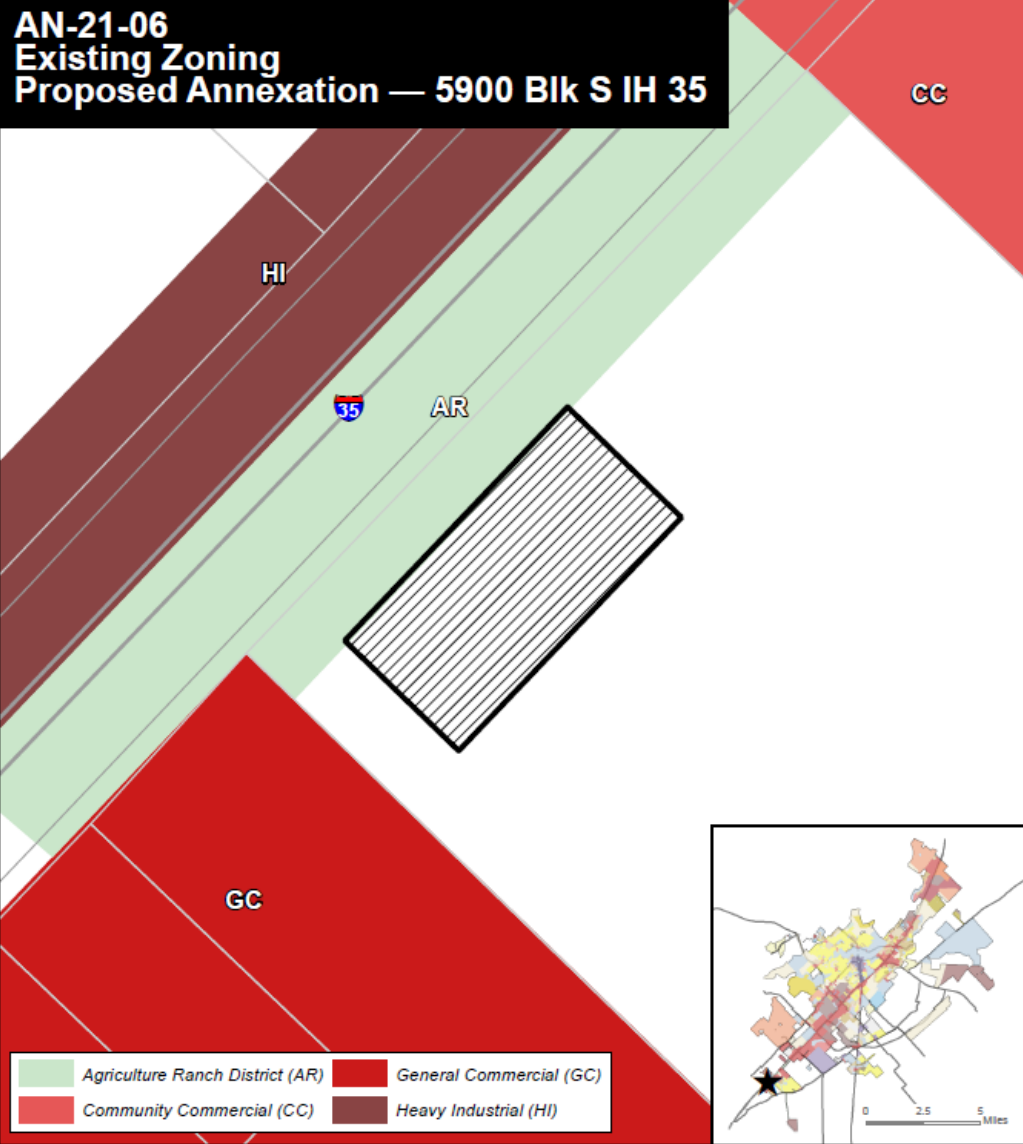 AN-21-06
Existing Zoning
Proposed Annexation — 5900 Blk S IH 35
CC
HI
35
AR
GC
Agriculture Ranch District (AR)
General Commercial (GC)
Community Commercial (CC)
Heavy Industrial (HI)
0 2.5 5
Miles